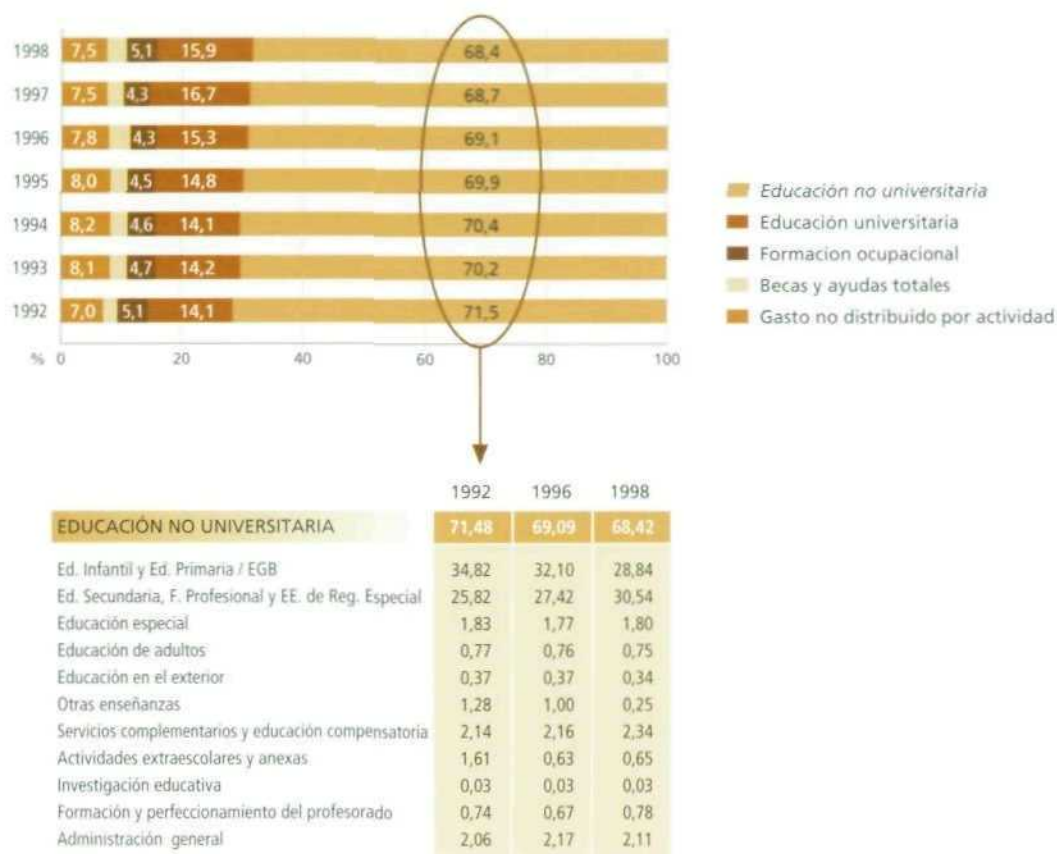 1998 7,5 5,1 15,9 68,4
1997 7,5 4,3 16,7 68,7
1996 7,8 4,3 15,3 69,1
1995 8,0 4,5 14,8 69,9
1994 8,2 4,6 14,1 70,4
1993 8,1 4,7 14,2 70,2
1992 7,0 5,1 14,1 71,5
% 0 20 40 60 80 100
Educación no universitaria
Educación universitaria
Formacion ocupacional
Becas y ayudas totales
Gasto no distribuido por actividad
1992 1996 1998
EDUCACIÓN NO UNIVERSITARIA 71,48 69,09 68,42
Ed. Infantil y Ed. Primaria / EGB 34,82 32,10 28,84
Ed. Secundaria, F. Profesional y EE. de Reg. Especial 25,82 27,42 30,54
Educación especial 1,83 1,77 1,80
Educación de adultos 0,77 0,76 0,75
Educación en el exterior 0,37 0,37 0,34
Otras enseñanzas 1,28 1,00 0,25
Servicios complementarios y educación compensatoria 2,14 2,16 2,34
Actividades extraescolares y anexas 1,61 0,63 0,65
Investigación educativa 0,03 0,03 0,03
Formación y perfeccionamiento del profesorado 0,74 0,67 0,78
Administración general 2,06 2,17 2,11